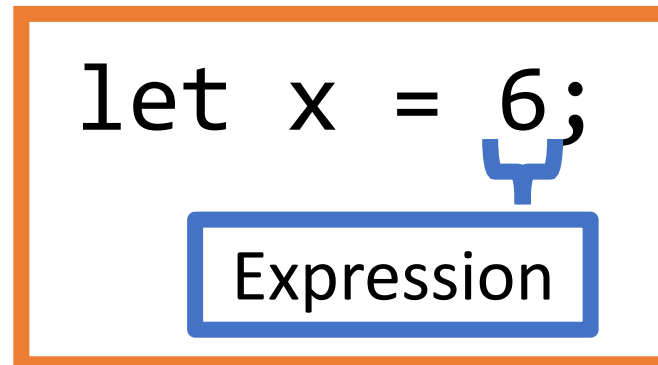 let x = 6;
Expression